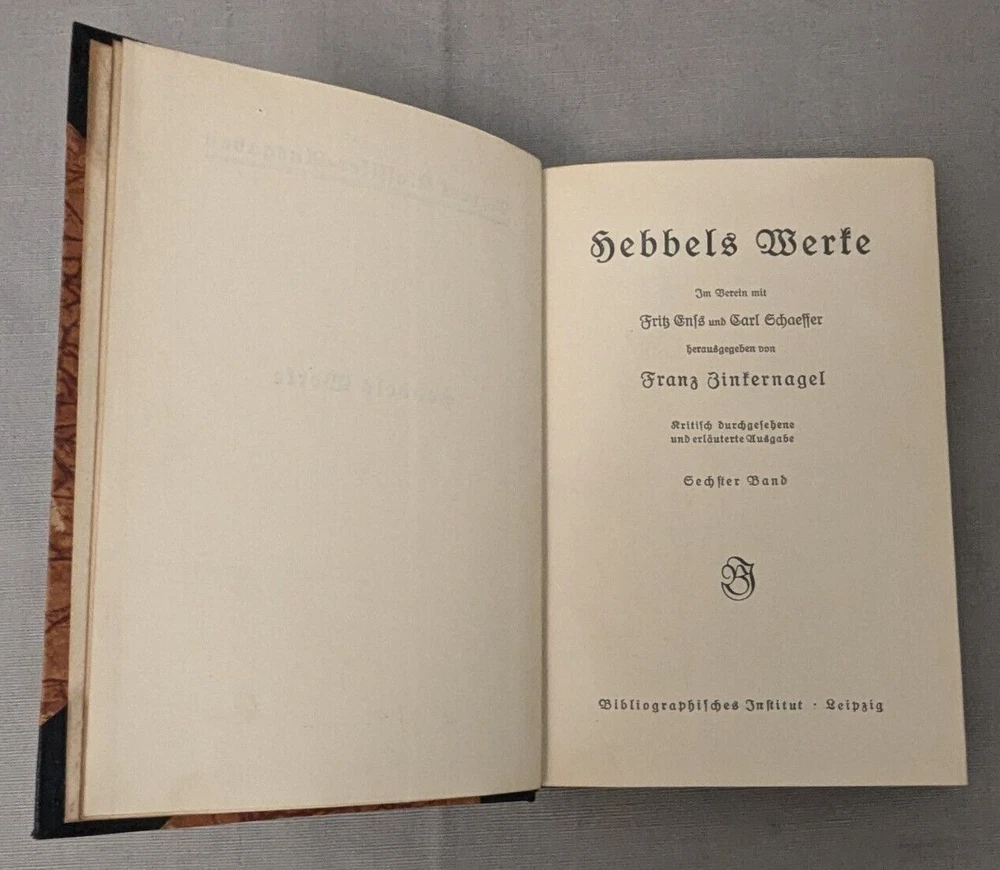 Hebbels Werke
Im Verein mit
Fritz Enſs und Carl Schaeffer
herausgegeben von
Franz Zinkernagel
Kritiſch durchgeſehene
und erläuterte Ausgabe
Sechſter Band
BJ
Bibliographiſches Inſtitut · Leipzig